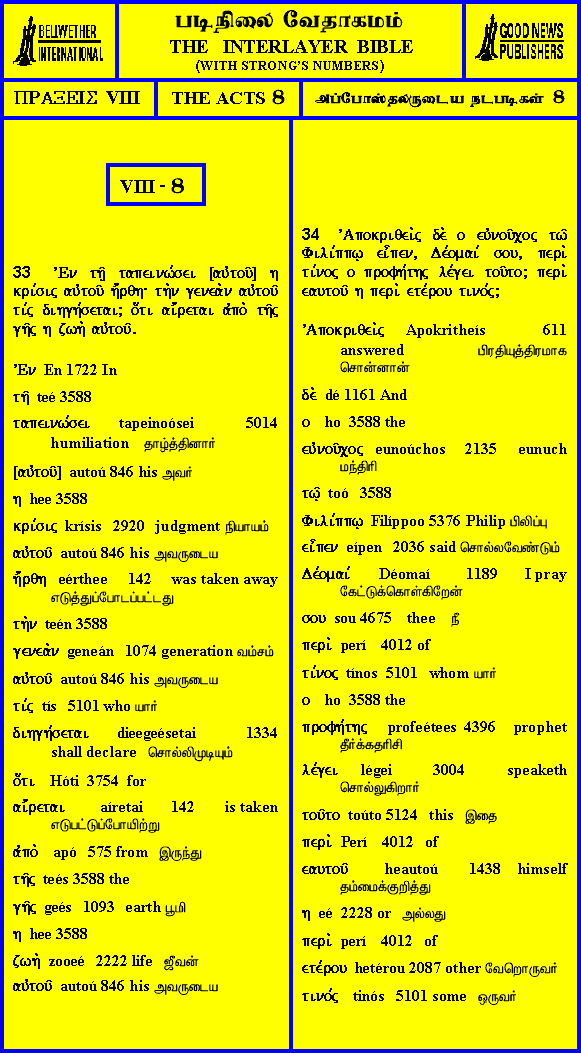 BELLWETHER
INTERNATIONAL
படிநிலை வேதாகமம்
THE INTERLAYER BIBLE
(WITH STRONG'S NUMBERS)
GOOD NEWS
PUBLISHERS
ΠΡΑΞΕΙΣ VIII
THE ACTS 8
அப்போஸ்தலருடைய நடபடிகள் 8
VIII - 8
33 Ἐν τῇ ταπεινώσει [αὐτοῦ] η
κρίσις αὐτοῦ ἤρθη· τὴν γενεὰν αὐτοῦ
τίς διηγήσεται; ὅτι αἴρεται ἀπὸ τῆς
γῆς η ζωὴ αὐτοῦ.
Ἐν En 1722 In
τῇ teé 3588
ταπεινώσει tapeinoósei 5014
humiliation தாழ்த்தினார்
[αὐτοῦ] autoú 846 his அவர்
η hee 3588
κρίσις krísis 2920 judgment நியாயம்
αὐτοῦ autoú 846 his அவருடைய
ἤρθη eérthee 142 was taken away
எடுத்துப்போடப்பட்டது
τὴν teén 3588
γενεὰν geneán 1074 generation வம்சம்
αὐτοῦ autoú 846 his அவருடைய
τίς tís 5101 who யார்
διηγήσεται dieegeésetai 1334
shall declare சொல்லிமுடியும்
ὅτι Hóti 3754 for
αἴρεται aíretai 142 is taken
எடுபட்டுப்போயிற்று
ἀπὸ apó 575 from இருந்து
τῆς teés 3588 the
γῆς geés 1093 earth பூமி
η hee 3588
ζωὴ zooeé 2222 life ஜீவன்
αὐτοῦ autoú 846 his அவருடைய
34 Ἀποκριθεὶς δὲ ο εὐνοῦχος τῶ
Φιλίππῳ εἶπεν, Δέομαί σου, περὶ
τίνος ο προφήτης λέγει τοῦτο; περὶ
εαυτοῦ η περὶ ετέρου τινός;
Ἀποκριθεὶς Apokritheís 611
answered பிரதியுத்திரமாக
சொன்னான்
δὲ dé 1161 And
ο ho 3588 the
εὐνοῦχος eunoúchos 2135 eunuch
மந்திரி
τῶ toó 3588
Φιλίππῳ Filíppoo 5376 Philip பிலிப்பு
εἶπεν eípen 2036 said சொல்லவேண்டும்
Δέομαί Déomaí 1189 I pray
கேட்டுக்கொள்கிறேன்
σου sou 4675 thee நீ
περὶ perí 4012 of
τίνος tínos 5101 whom யார்
ο ho 3588 the
προφήτης profeétees 4396 prophet
தீர்க்கதரிசி
λέγει légei 3004 speaketh
சொல்லுகிறார்
τοῦτο toúto 5124 this இதை
περὶ Perí 4012 of
εαυτοῦ heautoú 1438 himself
தம்மைக்குறித்து
η eé 2228 or அல்லது
περὶ perí 4012 of
ετέρου hetérou 2087 other வேறொருவர்
τινός tinós 5101 some ஒருவர்